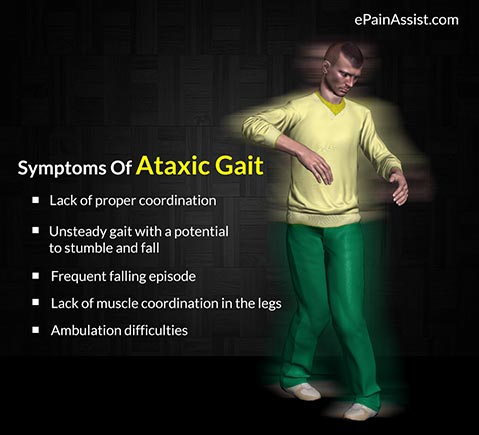 ePainAssist.com
Symptoms Of Ataxic Gait
Lack of proper coordination
Unsteady gait with a potential
to stumble and fall
Frequent falling episode
Lack of muscle coordination in the legs
Ambulation difficulties